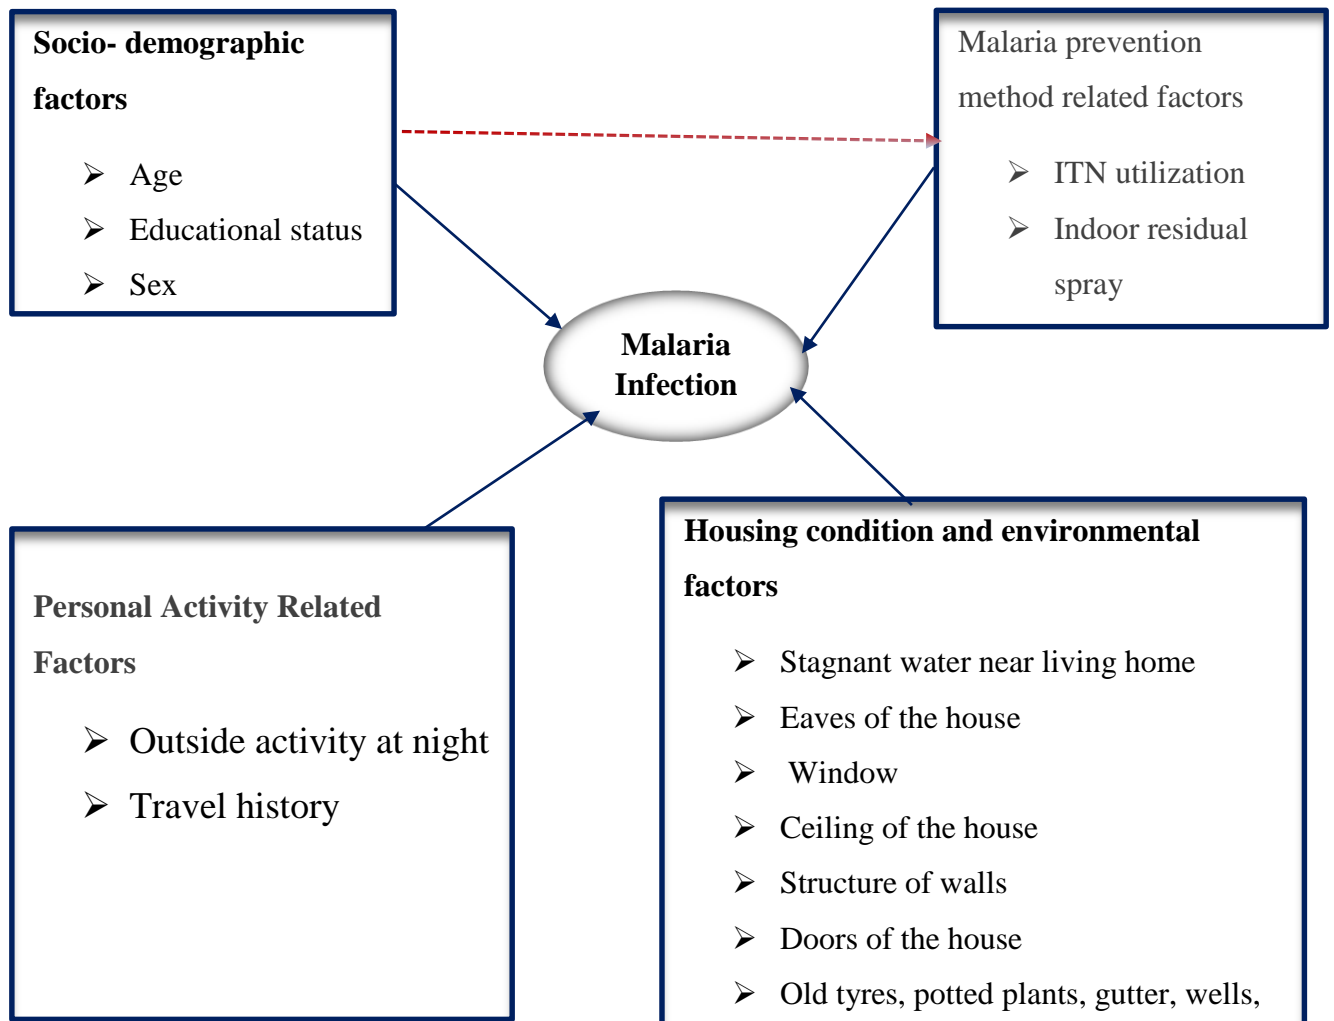 Socio- demographic
factors
➢ Age
➢ Educational status
➢ Sex
Malaria prevention
method related factors
➢ ITN utilization
➢ Indoor residual
spray
Malaria
Infection
Personal Activity Related
Factors
➢ Outside activity at night
➢ Travel history
Housing condition and environmental
factors
➢ Stagnant water near living home
➢ Eaves of the house
➢ Window
➢ Ceiling of the house
➢ Structure of walls
➢ Doors of the house
➢ Old tyres, potted plants, gutter, wells,